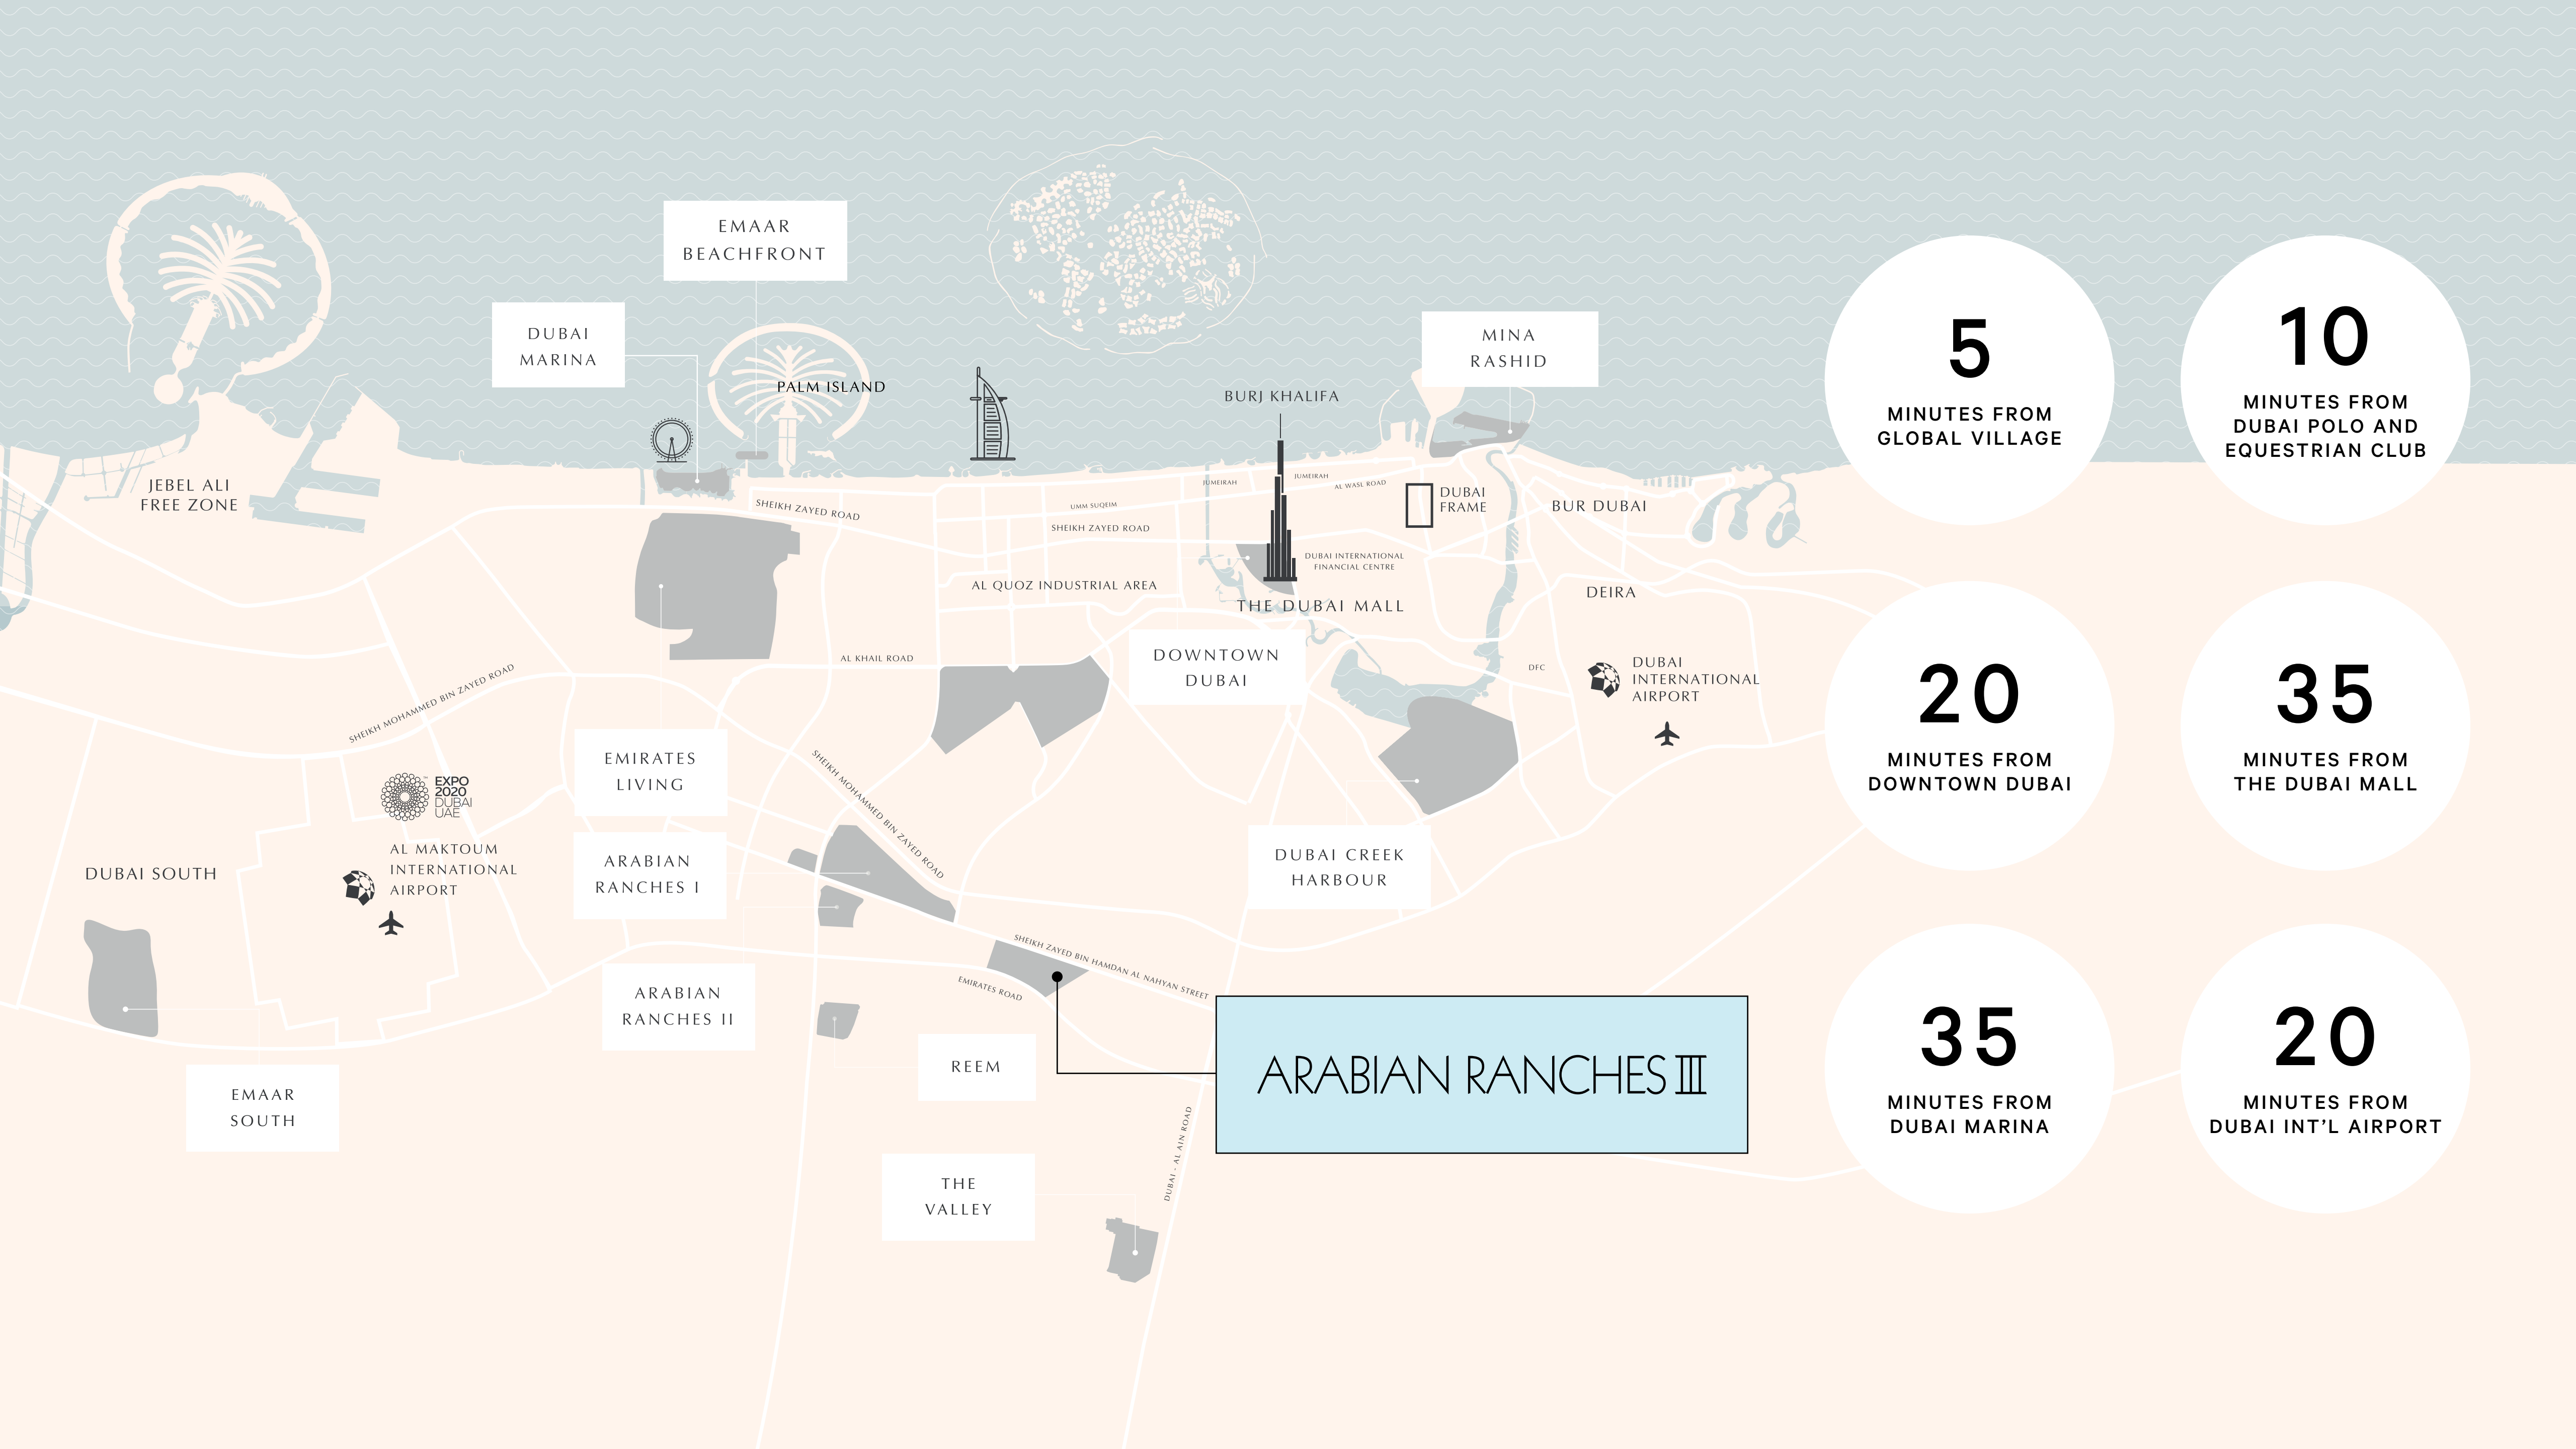 EMAAR
BEACHFRONT
DUBAI
MARINA
PALM ISLAND
BURJ KHALIFA
MINA
RASHID
JEBEL ALI
FREE ZONE
SHEIKH ZAYED ROAD
UMM SUQEIM
SHEIKH ZAYED ROAD
JUMEIRAH
JUMEIRAH
AL WASL ROAD
DUBAI
FRAME
BUR DUBAI
DUBAI INTERNATIONAL
FINANCIAL CENTRE
AL QUOZ INDUSTRIAL AREA
THE DUBAI MALL
DEIRA
AL KHAIL ROAD
DOWNTOWN
DUBAI
DFC
DUBAI
INTERNATIONAL
AIRPORT
SHEIKH MOHAMMED BIN ZAYED ROAD
EXPO
2020
DUBAI
UAE
EMIRATES
LIVING
SHEIKH MOHAMMED BIN ZAYED ROAD
AL MAKTOUM
INTERNATIONAL
AIRPORT
DUBAI SOUTH
ARABIAN
RANCHES I
DUBAI CREEK
HARBOUR
ARABIAN
RANCHES II
SHEIKH ZAYED BIN HAMDAN AL NAHYAN STREET
EMIRATES ROAD
REEM
ARABIAN RANCHES III
EMAAR
SOUTH
DUBAI - AL AIN ROAD
THE
VALLEY
5
MINUTES FROM
GLOBAL VILLAGE
10
MINUTES FROM
DUBAI POLO AND
EQUESTRIAN CLUB
20
MINUTES FROM
DOWNTOWN DUBAI
35
MINUTES FROM
THE DUBAI MALL
35
MINUTES FROM
DUBAI MARINA
20
MINUTES FROM
DUBAI INT'L AIRPORT